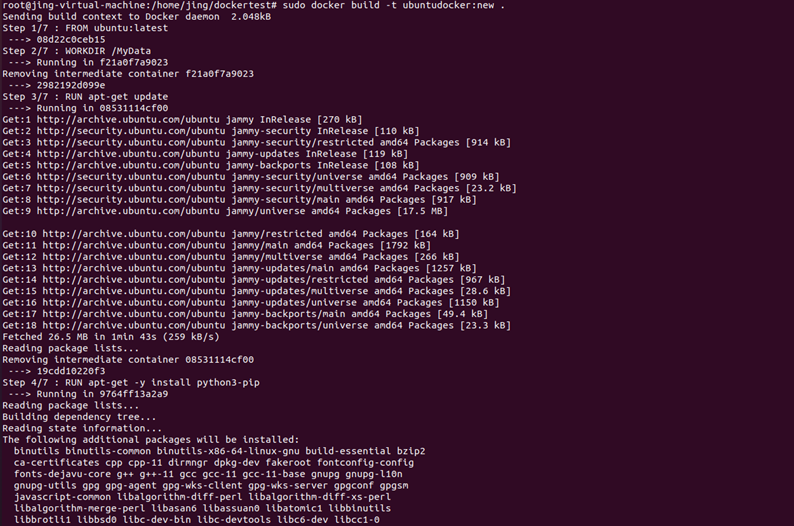 root@jing-virtual-machine:/home/jing/dockertest# sudo docker build -t ubuntudocker:new .
Sending build context to Docker daemon  2.048kB
Step 1/7 : FROM ubuntu:latest
 ---> 08d22c0ceb15
Step 2/7 : WORKDIR /MyData
 ---> Running in f21a0f7a9023
Removing intermediate container f21a0f7a9023
 ---> 2982192d099e
Step 3/7 : RUN apt-get update
 ---> Running in 08531114cf00
Get:1 http://archive.ubuntu.com/ubuntu jammy InRelease [270 kB]
Get:2 http://security.ubuntu.com/ubuntu jammy-security InRelease [110 kB]
Get:3 http://security.ubuntu.com/ubuntu jammy-security/restricted amd64 Packages [914 kB]
Get:4 http://archive.ubuntu.com/ubuntu jammy-updates InRelease [119 kB]
Get:5 http://archive.ubuntu.com/ubuntu jammy-backports InRelease [108 kB]
Get:6 http://security.ubuntu.com/ubuntu jammy-security/universe amd64 Packages [909 kB]
Get:7 http://security.ubuntu.com/ubuntu jammy-security/multiverse amd64 Packages [23.2 kB]
Get:8 http://security.ubuntu.com/ubuntu jammy-security/main amd64 Packages [917 kB]
Get:9 http://archive.ubuntu.com/ubuntu jammy/universe amd64 Packages [17.5 MB]
Get:10 http://archive.ubuntu.com/ubuntu jammy/restricted amd64 Packages [164 kB]
Get:11 http://archive.ubuntu.com/ubuntu jammy/main amd64 Packages [1792 kB]
Get:12 http://archive.ubuntu.com/ubuntu jammy/multiverse amd64 Packages [266 kB]
Get:13 http://archive.ubuntu.com/ubuntu jammy-updates/main amd64 Packages [1257 kB]
Get:14 http://archive.ubuntu.com/ubuntu jammy-updates/restricted amd64 Packages [967 kB]
Get:15 http://archive.ubuntu.com/ubuntu jammy-updates/multiverse amd64 Packages [28.6 kB]
Get:16 http://archive.ubuntu.com/ubuntu jammy-updates/universe amd64 Packages [1150 kB]
Get:17 http://archive.ubuntu.com/ubuntu jammy-backports/main amd64 Packages [49.4 kB]
Get:18 http://archive.ubuntu.com/ubuntu jammy-backports/universe amd64 Packages [23.3 kB]
Fetched 26.5 MB in 1min 43s (259 kB/s)
Reading package lists...
Removing intermediate container 08531114cf00
 ---> 19cdd10220f3
Step 4/7 : RUN apt-get -y install python3-pip
 ---> Running in 9764ff13a2a9
Reading package lists...
Building dependency tree...
Reading state information...
The following additional packages will be installed:
  binutils binutils-common binutils-x86-64-linux-gnu build-essential bzip2
  ca-certificates cpp cpp-11 dirmngr dpkg-dev fakeroot fontconfig-config
  fonts-dejavu-core g++ g++-11 gcc gcc-11 gcc-11-base gnupg gnupg-l10n
  gnupg-utils gpg gpg-agent gpg-wks-client gpg-wks-server gpgconf gpgsm
  javascript-common libalgorithm-diff-perl libalgorithm-diff-xs-perl
  libalgorithm-merge-perl libasan6 libassuan0 libatomic1 libbinutils
  libbrotli1 libbsd0 libc-dev-bin libc-devtools libc6-dev libcc1-0